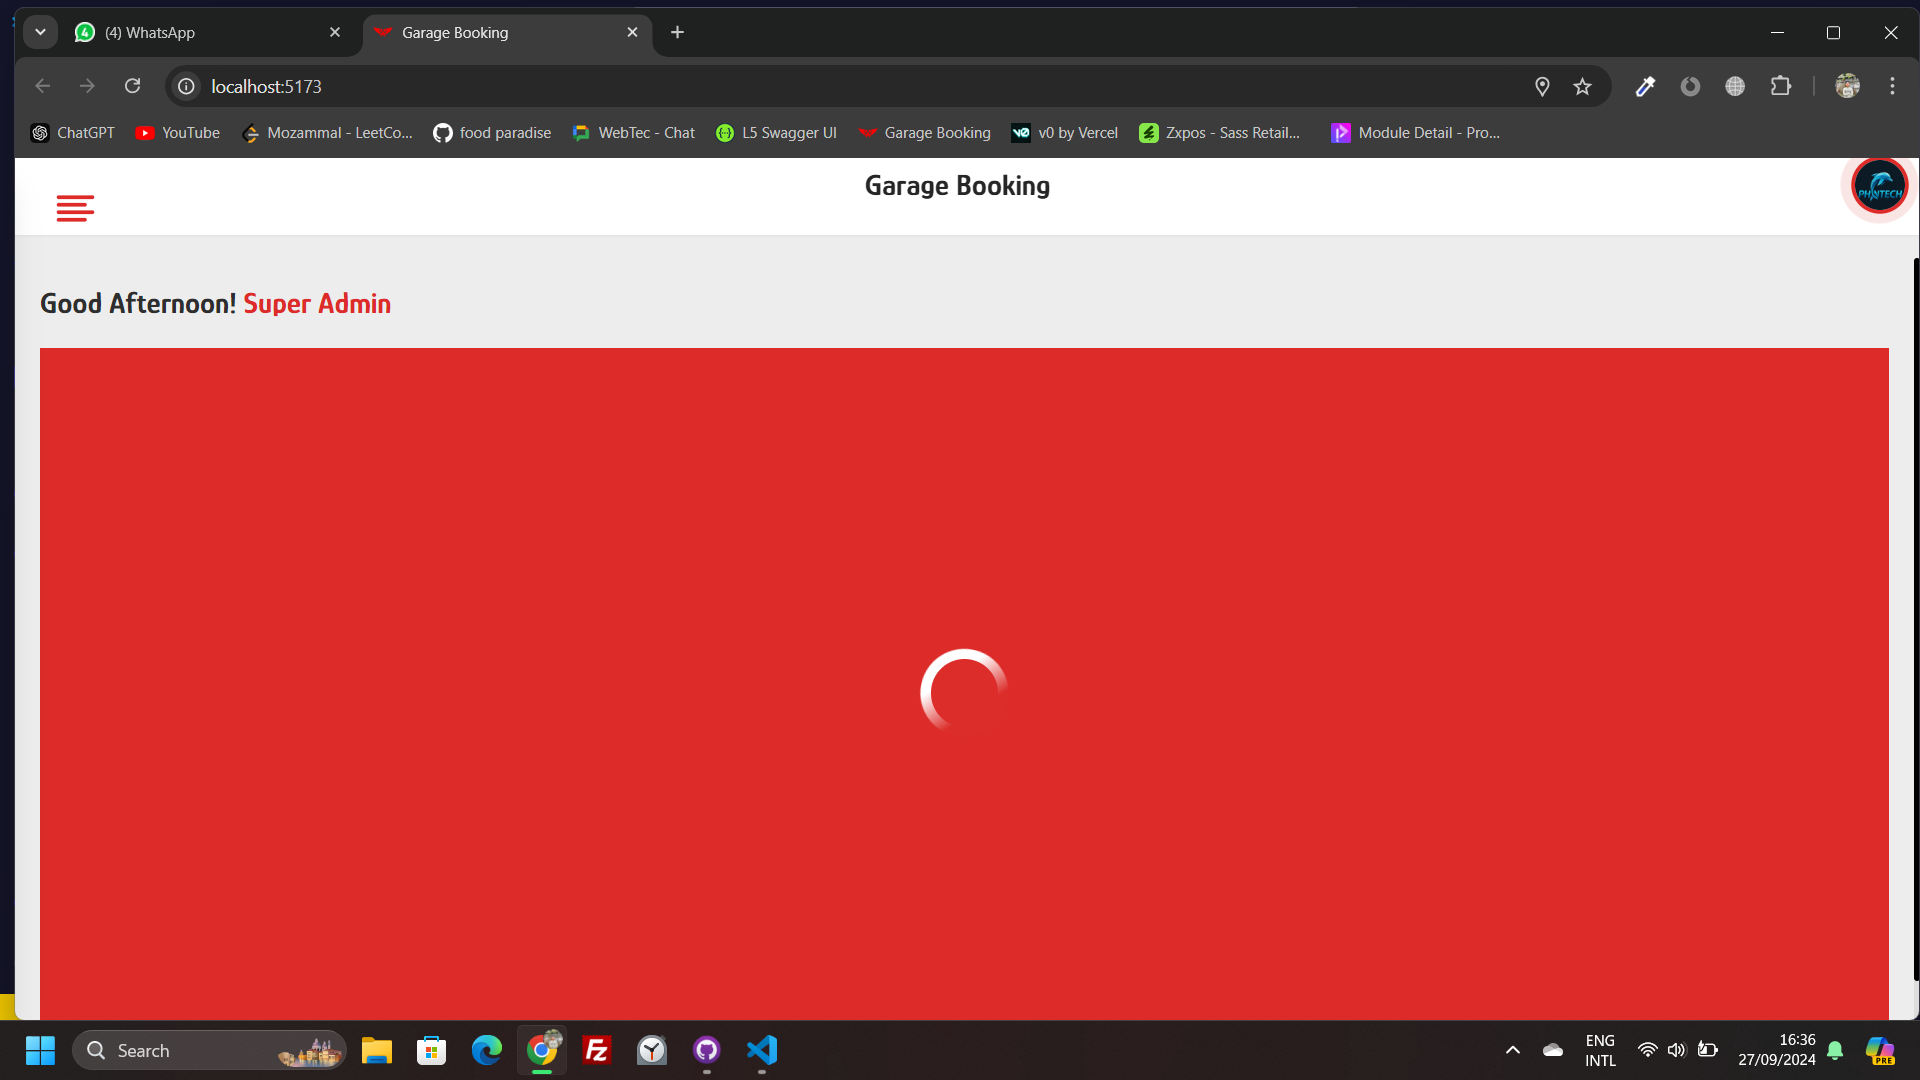 (4) WhatsApp
Garage Booking
localhost:5173
ChatGPT
YouTube
Mozammal - LeetCo...
food paradise
WebTec - Chat
L5 Swagger UI
Garage Booking
v0 by Vercel
Zxpos - Sass Retail...
Module Detail - Pro...
Garage Booking
PHINTECH
Good Afternoon! Super Admin
Search
ENG
INTL
16:36
27/09/2024
PRE